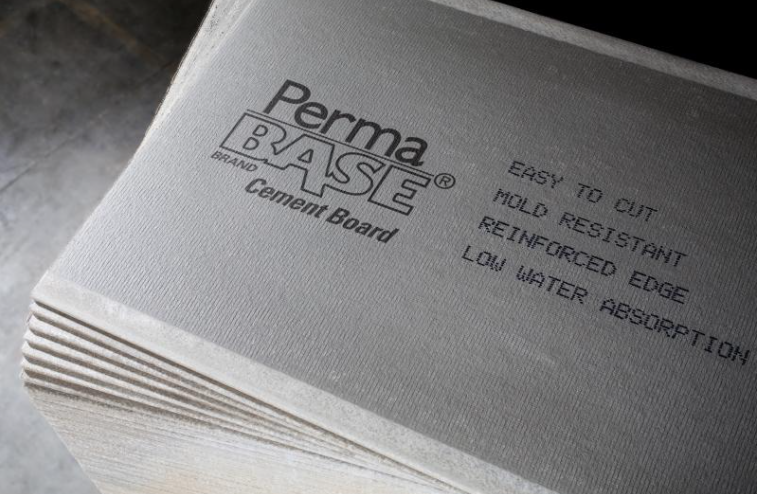 Perma
BASE®
BRAND
Cement Board
EASY TO CUT
MOLD RESISTANT
REINFORCED EDGE
LOW WATER ABSORPTION